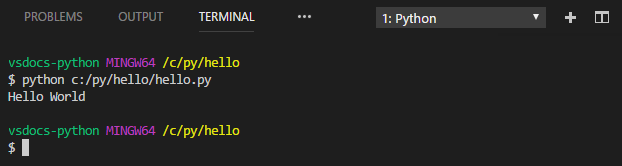 PROBLEMS OUTPUT TERMINAL ••• 1: Python
vsdocs-python MINGW64 /c/py/hello
$ python c:/py/hello/hello.py
Hello World
vsdocs-python MINGW64 /c/py/hello
$